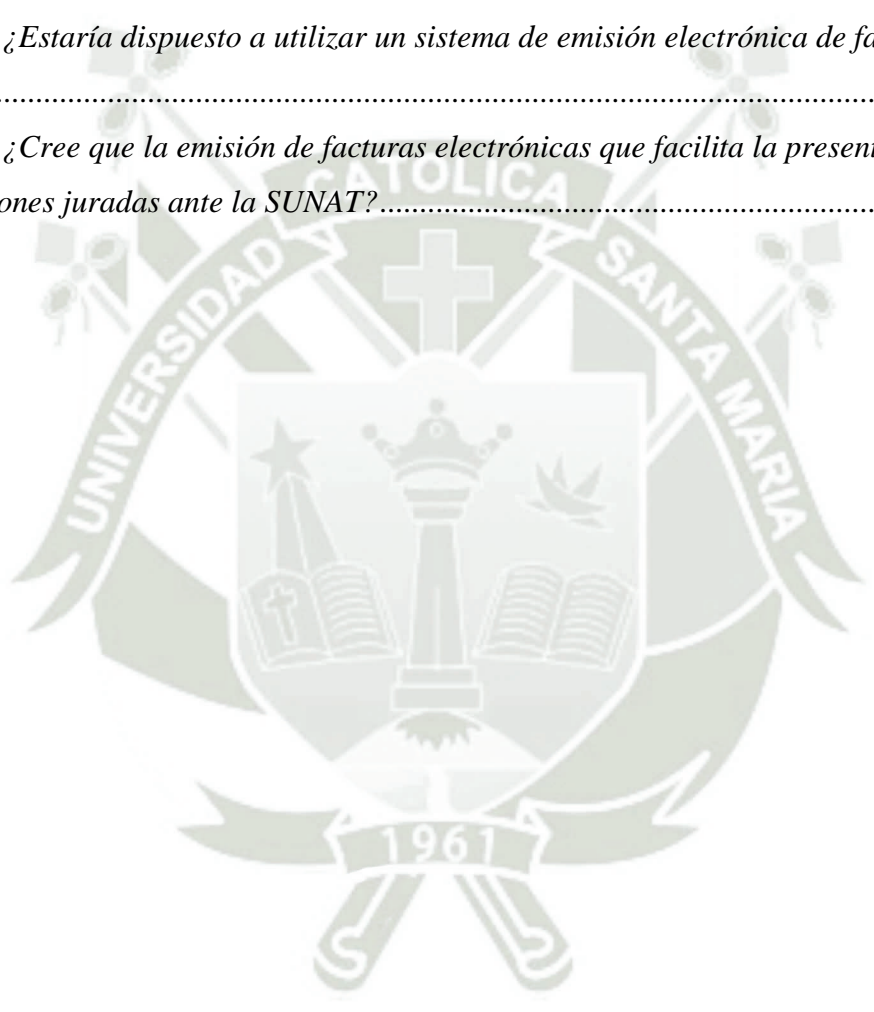 ¿Estaría dispuesto a utilizar un sistema de emisión electrónica de fa
....................................................................................................................
¿Cree que la emisión de facturas electrónicas que facilita la present
ones juradas ante la SUNAT?.................................................................
UNIVERSIDAD CATOLICA SANTA MARIA
1961